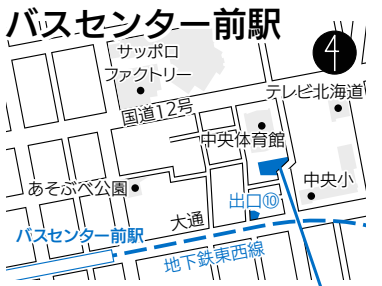 バスセンター前駅
サッポロ
ファクトリー
4
テレビ北海道
国道12号
中央体育館
あそぶべ公園
中央小
出口⑩
大通
バスセンター前駅
地下鉄東西線